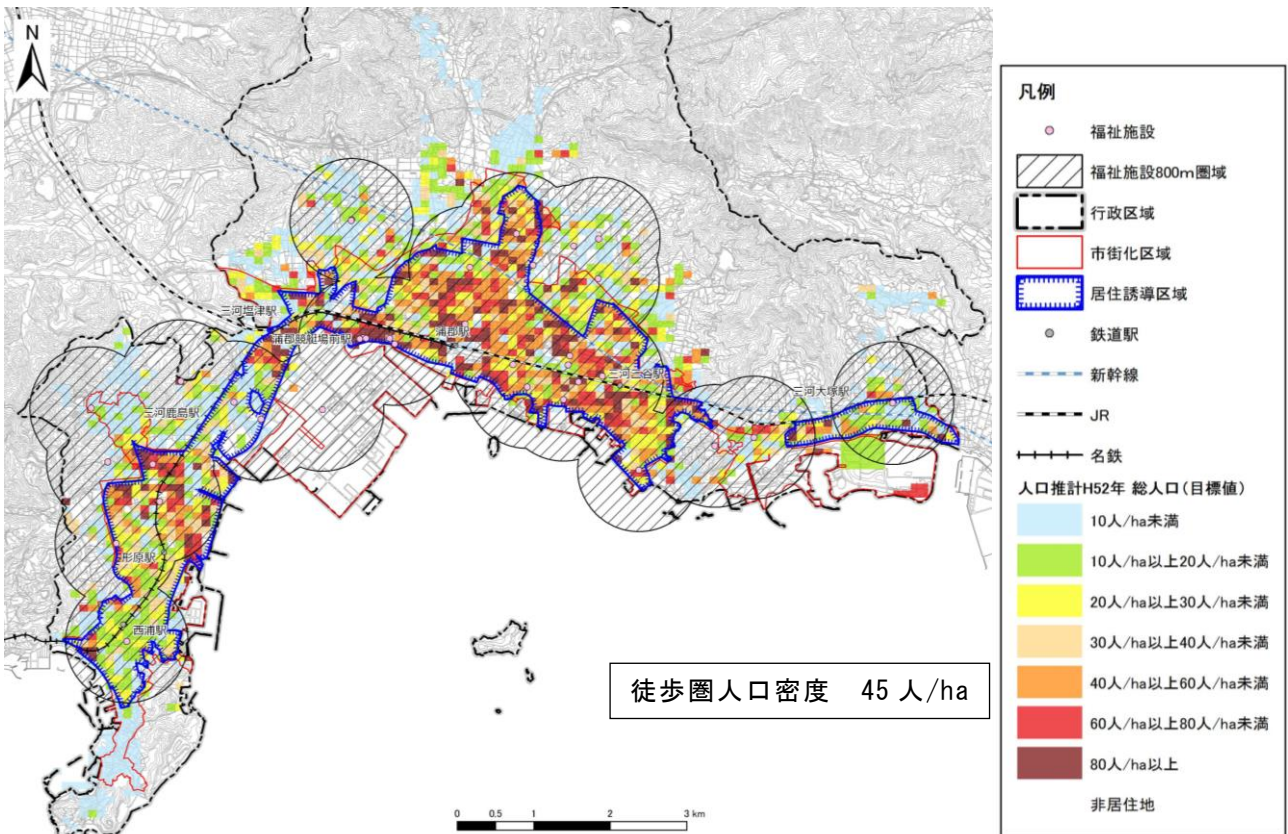 N
三河塩津駅
蒲郡競艇場前駅
蒲郡駅
三河三谷駅
三河大塚駅
三河鹿島駅
形原駅
西浦駅
徒歩圏人口密度 45 人/ha
0 0.5 1 2 3 km
凡例
福祉施設
福祉施設800m圏域
行政区域
市街化区域
居住誘導区域
鉄道駅
新幹線
JR
名鉄
人口推計H52年 総人口(目標値)
10人/ha未満
10人/ha以上20人/ha未満
20人/ha以上30人/ha未満
30人/ha以上40人/ha未満
40人/ha以上60人/ha未満
60人/ha以上80人/ha未満
80人/ha以上
非居住地